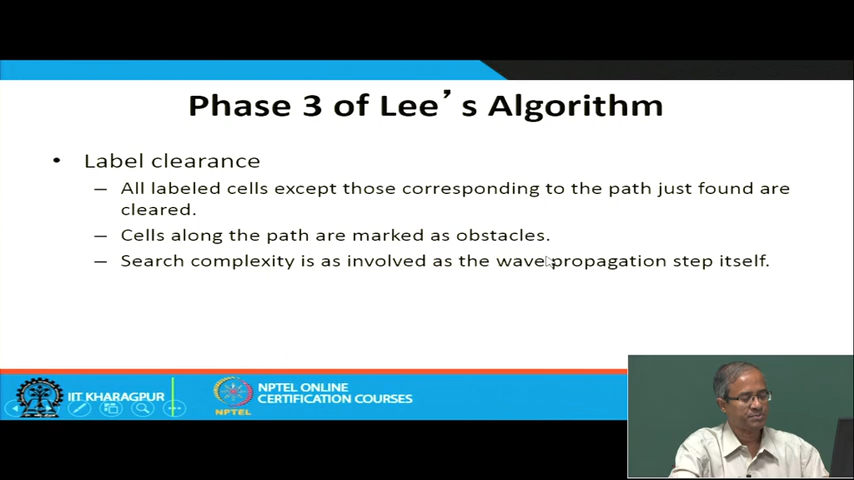 Phase 3 of Lee’s Algorithm
• Label clearance
– All labeled cells except those corresponding to the path just found are
cleared.
– Cells along the path are marked as obstacles.
– Search complexity is as involved as the wave propagation step itself.
IIT KHARAGPUR
NPTEL
NPTEL ONLINE
CERTIFICATION COURSES